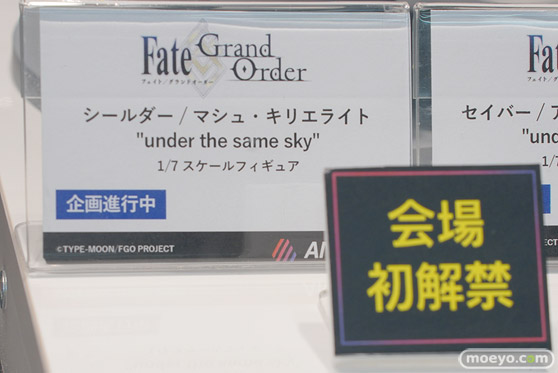 Fate Grand Order
フェイト/グランドオーダー
シールダー / マシュ・キリエライト
"under the same sky"
1/7 スケールフィギュア
企画進行中
©TYPE-MOON/FGO PROJECT
Fate
セイバー /
"un
1/7
会場
初解禁
moeyo.com